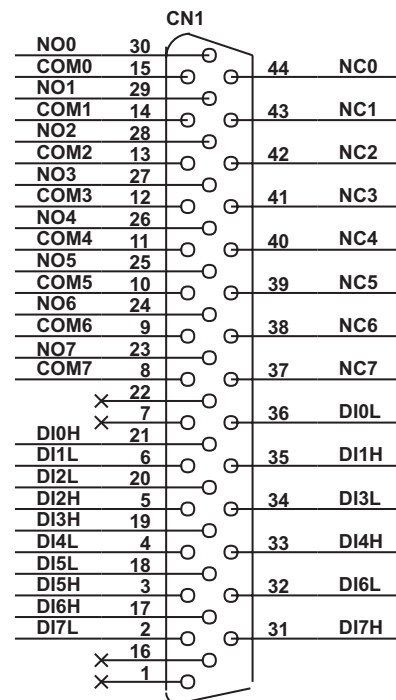 CN1
NO0 30
COM0 15 44 NC0
NO1 29
COM1 14 43 NC1
NO2 28
COM2 13 42 NC2
NO3 27
COM3 12 41 NC3
NO4 26
COM4 11 40 NC4
NO5 25
COM5 10 39 NC5
NO6 24
COM6 9 38 NC6
NO7 23
COM7 8 37 NC7
22
7 36 DI0L
DI0H 21
DI1L 6 35 DI1H
DI2L 20
DI2H 5 34 DI3L
DI3H 19
DI4L 4 33 DI4H
DI5L 18
DI5H 3 32 DI6L
DI6H 17
DI7L 2 31 DI7H
16
1